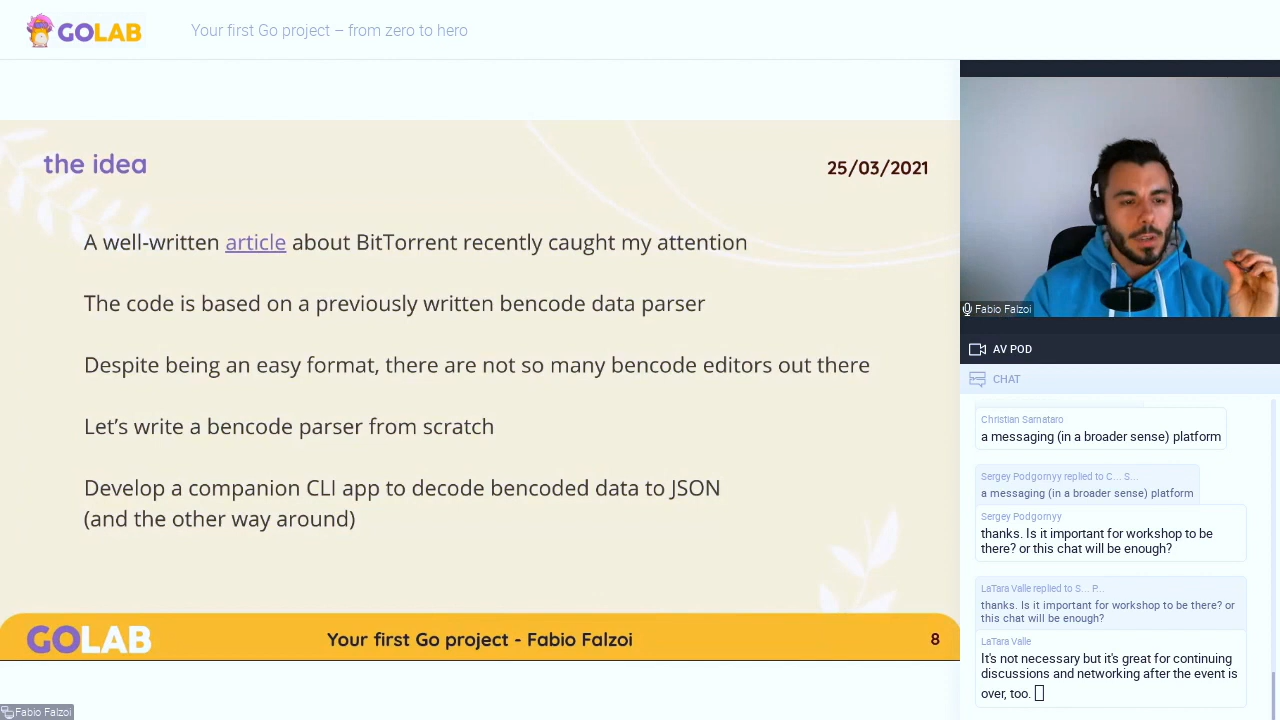 GOLAB
Your first Go project – from zero to hero
the idea
25/03/2021
A well-written article about BitTorrent recently caught my attention
The code is based on a previously written bencode data parser
Despite being an easy format, there are not so many bencode editors out there
Let’s write a bencode parser from scratch
Develop a companion CLI app to decode bencoded data to JSON
(and the other way around)
GOLAB
Your first Go project - Fabio Falzoi
8
Fabio Falzoi
Fabio Falzoi
AV POD
CHAT
Christian Sarnataro
a messaging (in a broader sense) platform
Sergey Podgornyy replied to C... S...
a messaging (in a broader sense) platform
Sergey Podgornyy
thanks. Is it important for workshop to be
there? or this chat will be enough?
LaTara Valle replied to S... P...
thanks. Is it important for workshop to be there? or
this chat will be enough?
LaTara Valle
It's not necessary but it's great for continuing
discussions and networking after the event is
over, too.